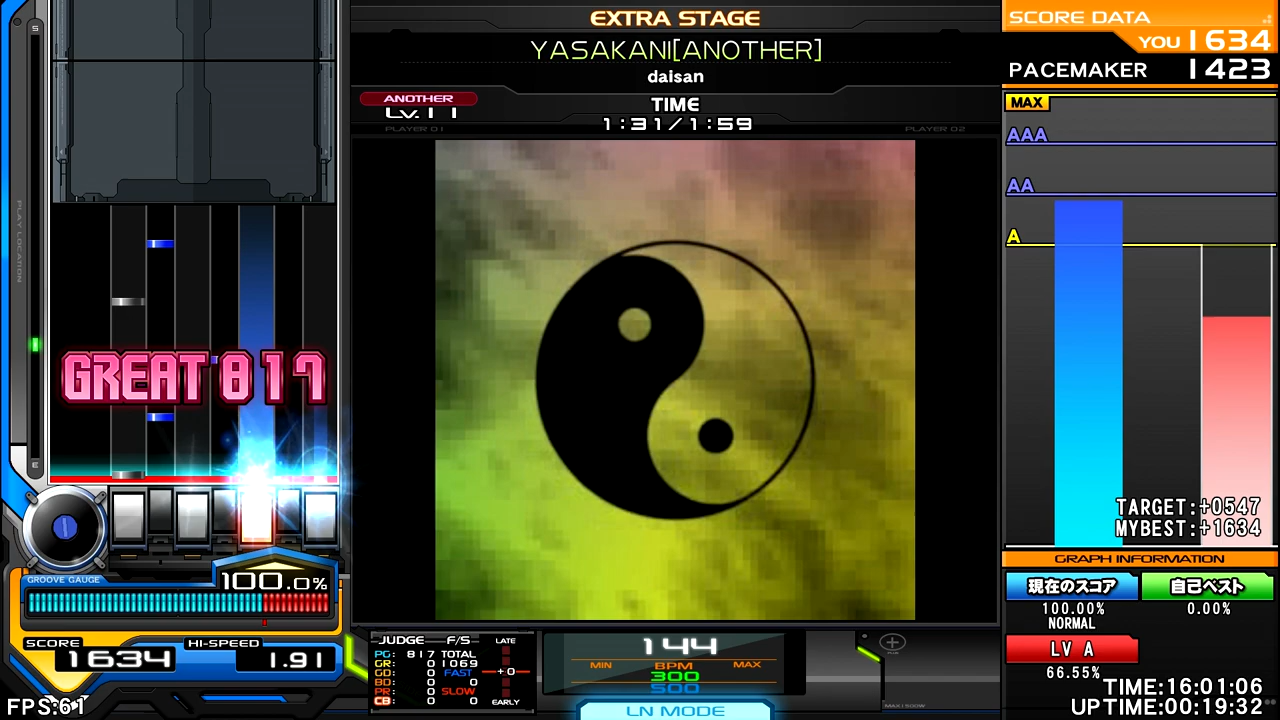 EXTRA STAGE
YASAKANI[ANOTHER]
daisan
ANOTHER
Lv.11
TIME
1:31/1:59
PLAYER 01
PLAYER 02
SCORE DATA
YOU 1634
PACEMAKER 1423
MAX
AAA
AA
A
TARGET:+0547
MYBEST:+1634
GRAPH INFORMATION
現在のスコア
自己ベスト
100.00%
0.00%
NORMAL
LV A
66.55%
TIME:16:01:06
UPTIME:00:19:32
S
PLAY LOCATION
E
GREAT 817
GROOVE GAUGE
100.0%
SCORE
1634
HI-SPEED
1.91
FPS:61
JUDGE F/S
PG: 817 TOTAL
GR: 0 1069
GD: 0 FAST
BD: 0 0
PR: 0 SLOW
CB: 0 0
LATE
+0
EARLY
144
MIN BPM MAX
300
500
LN MODE